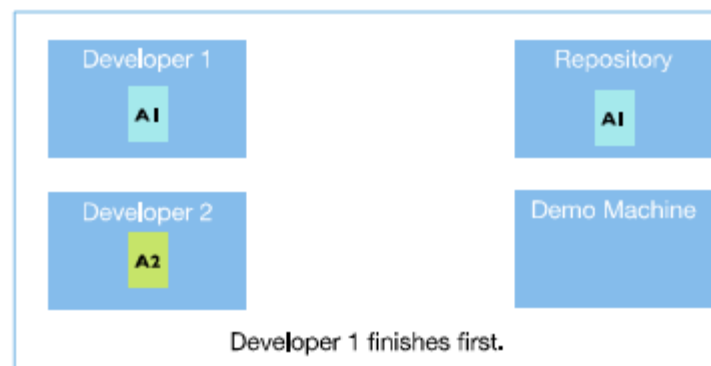 Developer 1
A1
Repository
A1
Developer 2
A2
Demo Machine
Developer 1 finishes first.